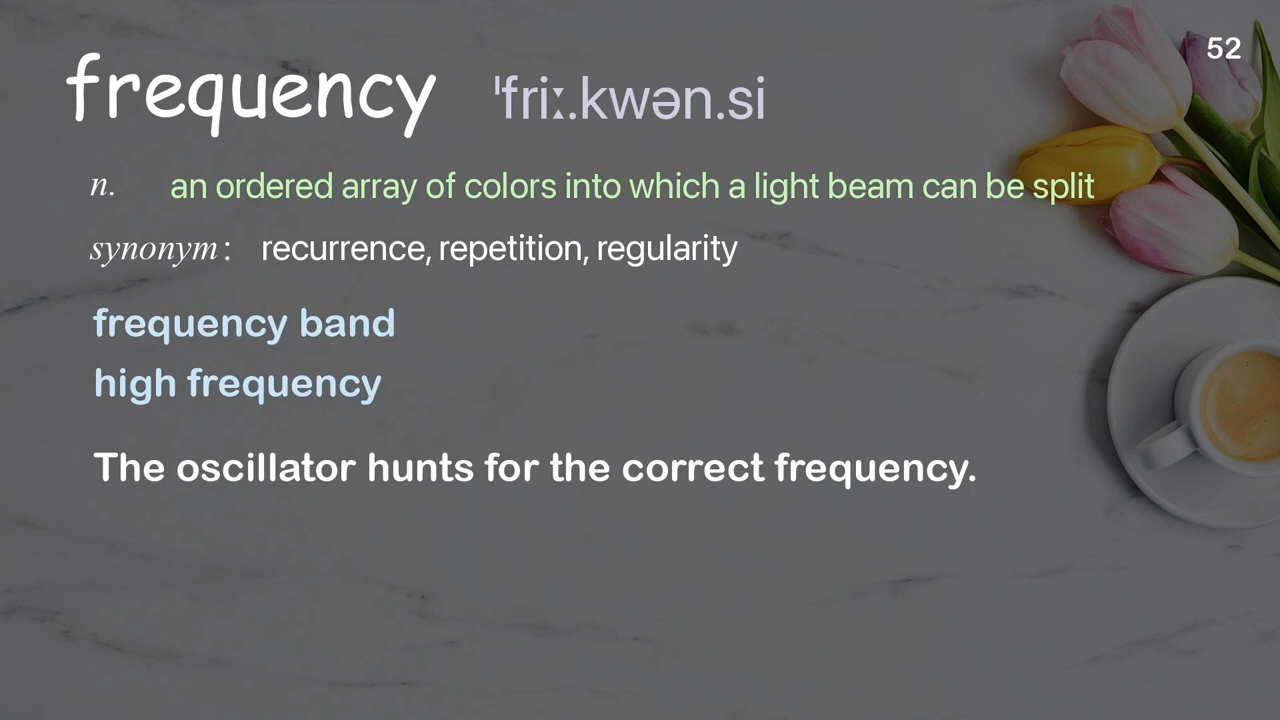 52
frequency ˈfriː.kwən.si
n. an ordered array of colors into which a light beam can be split
synonym: recurrence, repetition, regularity
frequency band
high frequency
The oscillator hunts for the correct frequency.